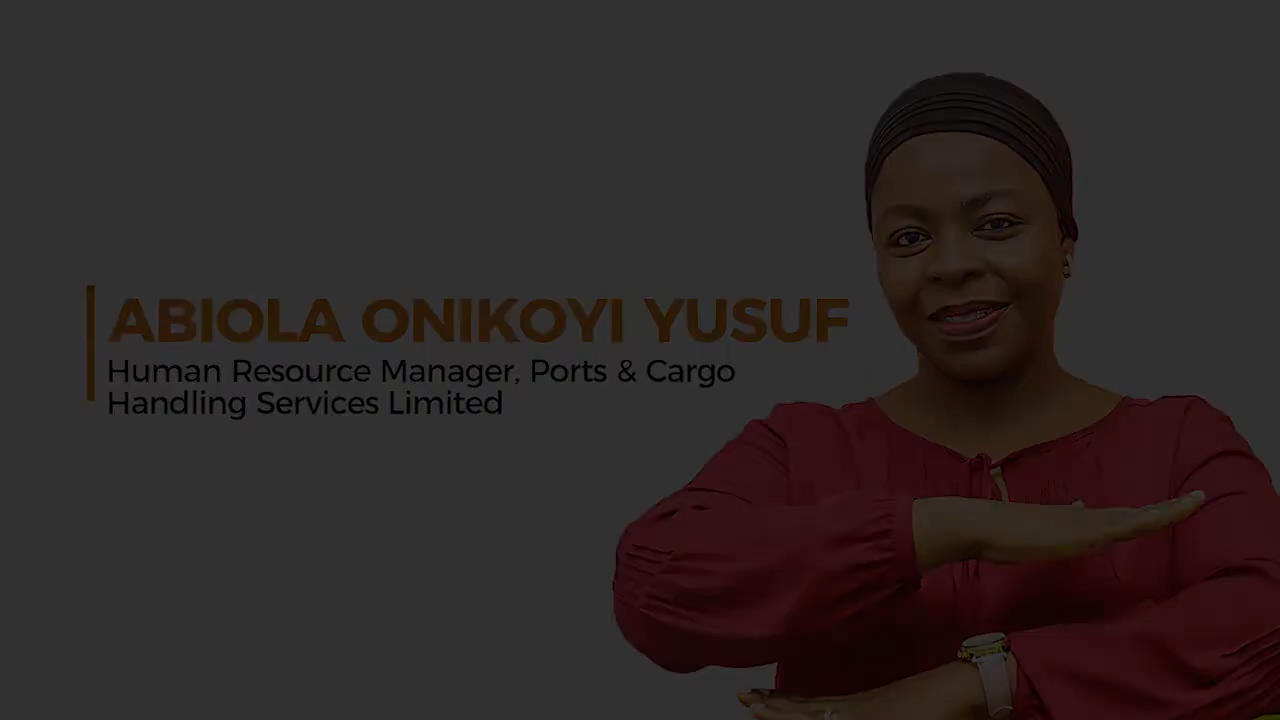 ABIOLA ONIKOYI YUSUF
Human Resource Manager, Ports & Cargo
Handling Services Limited